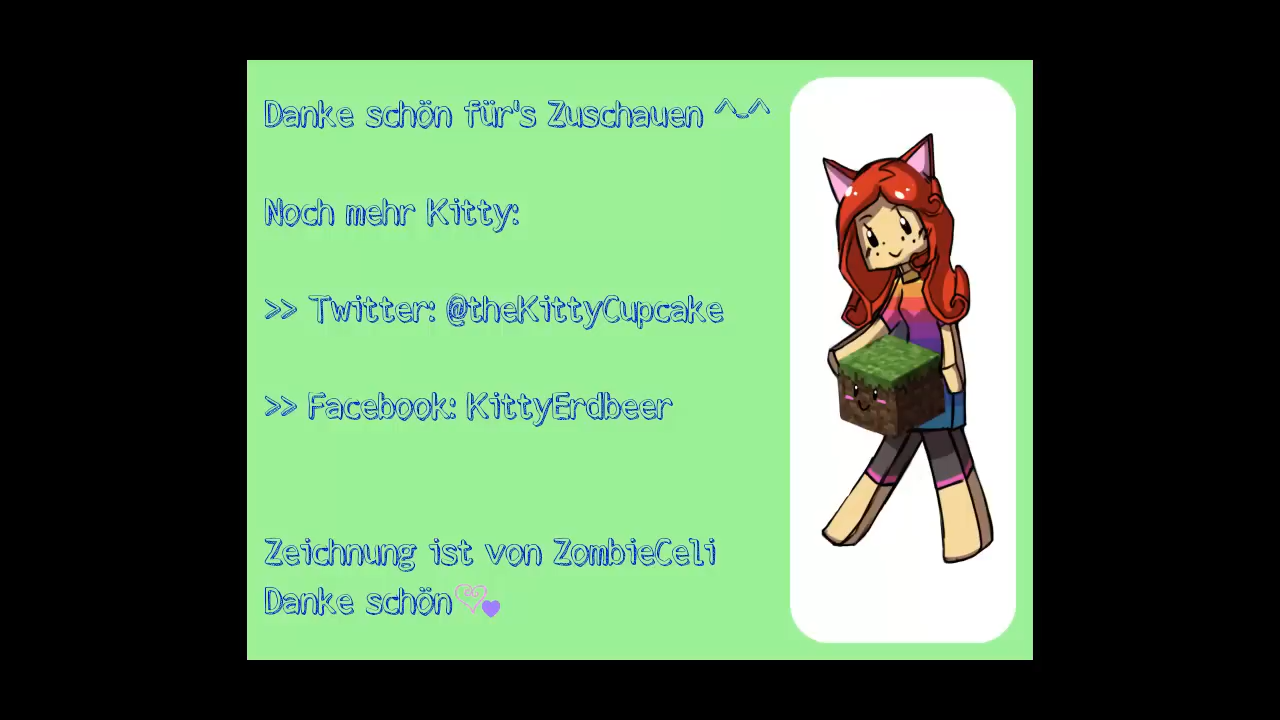 Danke schön für's Zuschauen ^-^
Noch mehr Kitty:
>> Twitter: @theKittyCupcake
>> Facebook: KittyErdbeer
Zeichnung ist von ZombieCeli
Danke schön